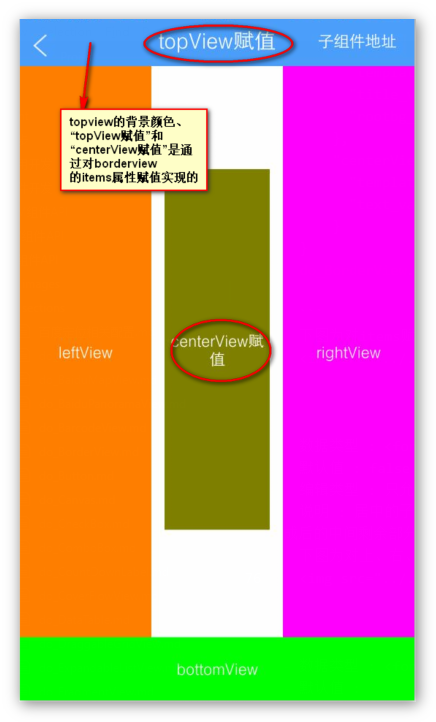 topView赋值 子组件地址
topview的背景颜色、
“topView赋值”和
“centerView赋值”是通
过对borderview
的items属性赋值实现的
centerView赋
值
leftView
rightView
bottomView